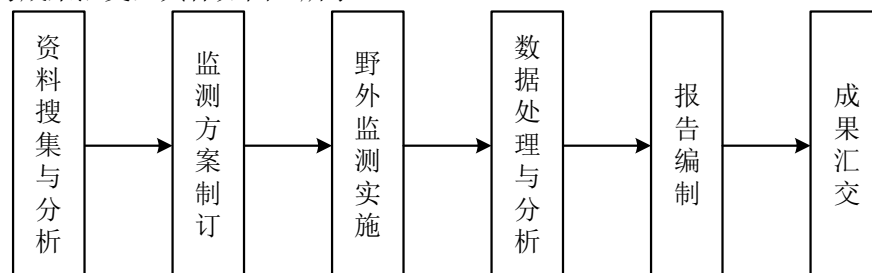 资料搜集与分析
监测方案制订
野外监测实施
数据处理与分析
报告编制
成果汇交